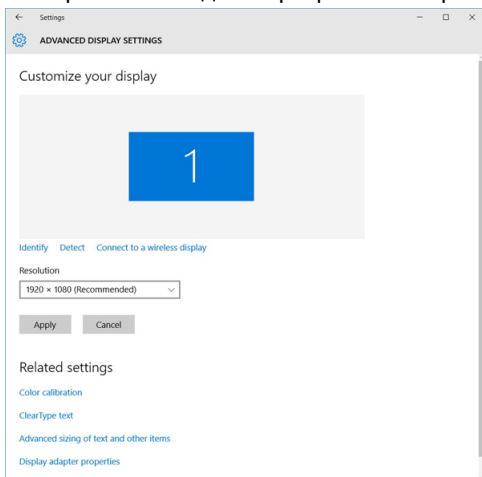 Settings
ADVANCED DISPLAY SETTINGS
Customize your display
1
Identify Detect Connect to a wireless display
Resolution
1920 × 1080 (Recommended)
Apply Cancel
Related settings
Color calibration
ClearType text
Advanced sizing of text and other items
Display adapter properties